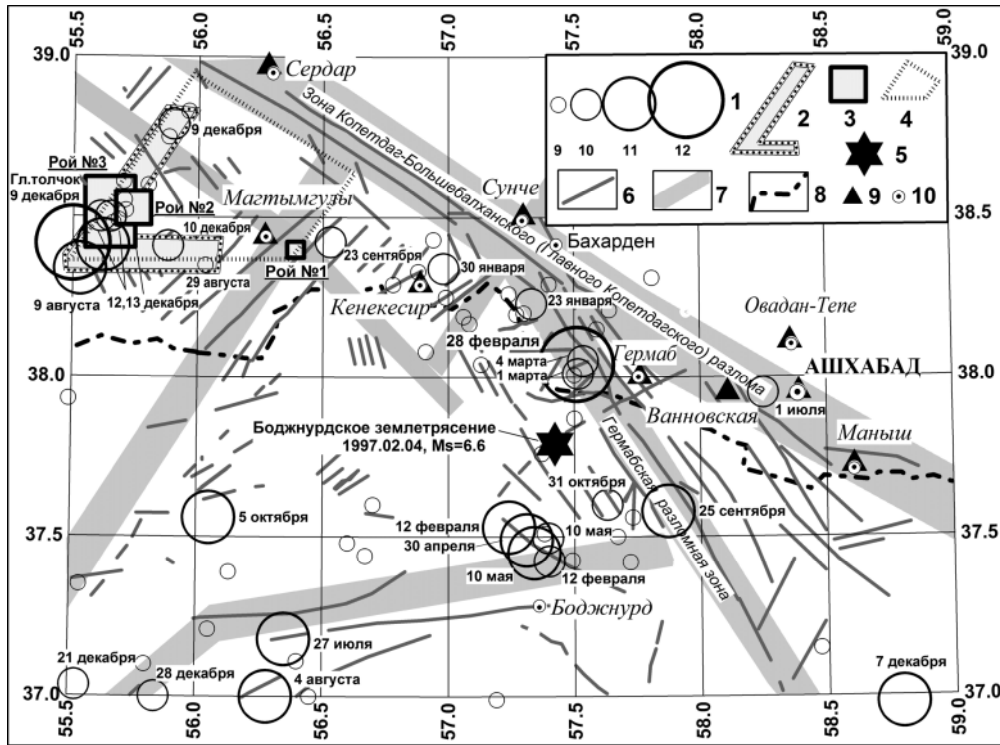 55.5
56.0
56.5
57.0
57.5
58.0
58.5
59.0
39.0
39.0
Сердар
Зона Копетдаг-Большебалханского (Главного Копетдагского) разлома
1
2
3
4
9
10
11
12
5
6
7
8
9
10
9 декабря
Рой №3
Гл.толчок
9 декабря
Рой №2
Магтымгулы
Сунче
Бахарден
38.5
38.5
10 декабря
Рой №1
23 сентября
29 августа
30 января
9 августа
12,13 декабря
Кенекесир
23 января
Овадан-Тепе
28 февраля
4 марта
1 марта
Гермаб
АШХАБАД
38.0
38.0
Ванновская
1 июля
Боджнурдское землетрясение
1997.02.04, Ms=6.6
Маныш
Гермабская разломная зона
31 октября
5 октября
25 сентября
12 февраля
10 мая
30 апреля
37.5
37.5
10 мая
12 февраля
Боджнурд
27 июля
21 декабря
28 декабря
4 августа
7 декабря
37.0
37.0
55.5
56.0
56.5
57.0
57.5
58.0
58.5
59.0